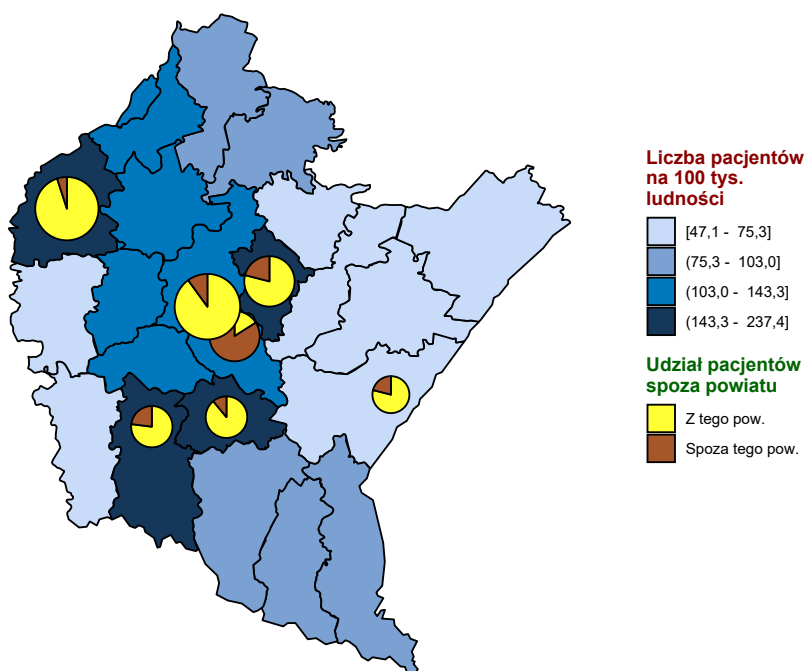 Liczba pacjentów
na 100 tys.
ludności
[47,1 - 75,3]
(75,3 - 103,0]
(103,0 - 143,3]
(143,3 - 237,4]
Udział pacjentów
spoza powiatu
Z tego pow.
Spoza tego pow.